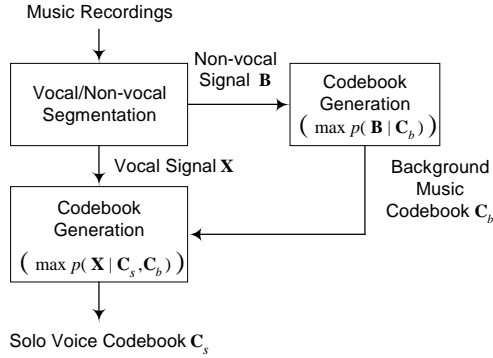 Music Recordings
Vocal/Non-vocal
Segmentation
Non-vocal
Signal B
Codebook
Generation
( max p( B | C_b ) )
Vocal Signal X
Background
Music
Codebook C_b
Codebook
Generation
( max p( X | C_s , C_b ) )
Solo Voice Codebook C_s